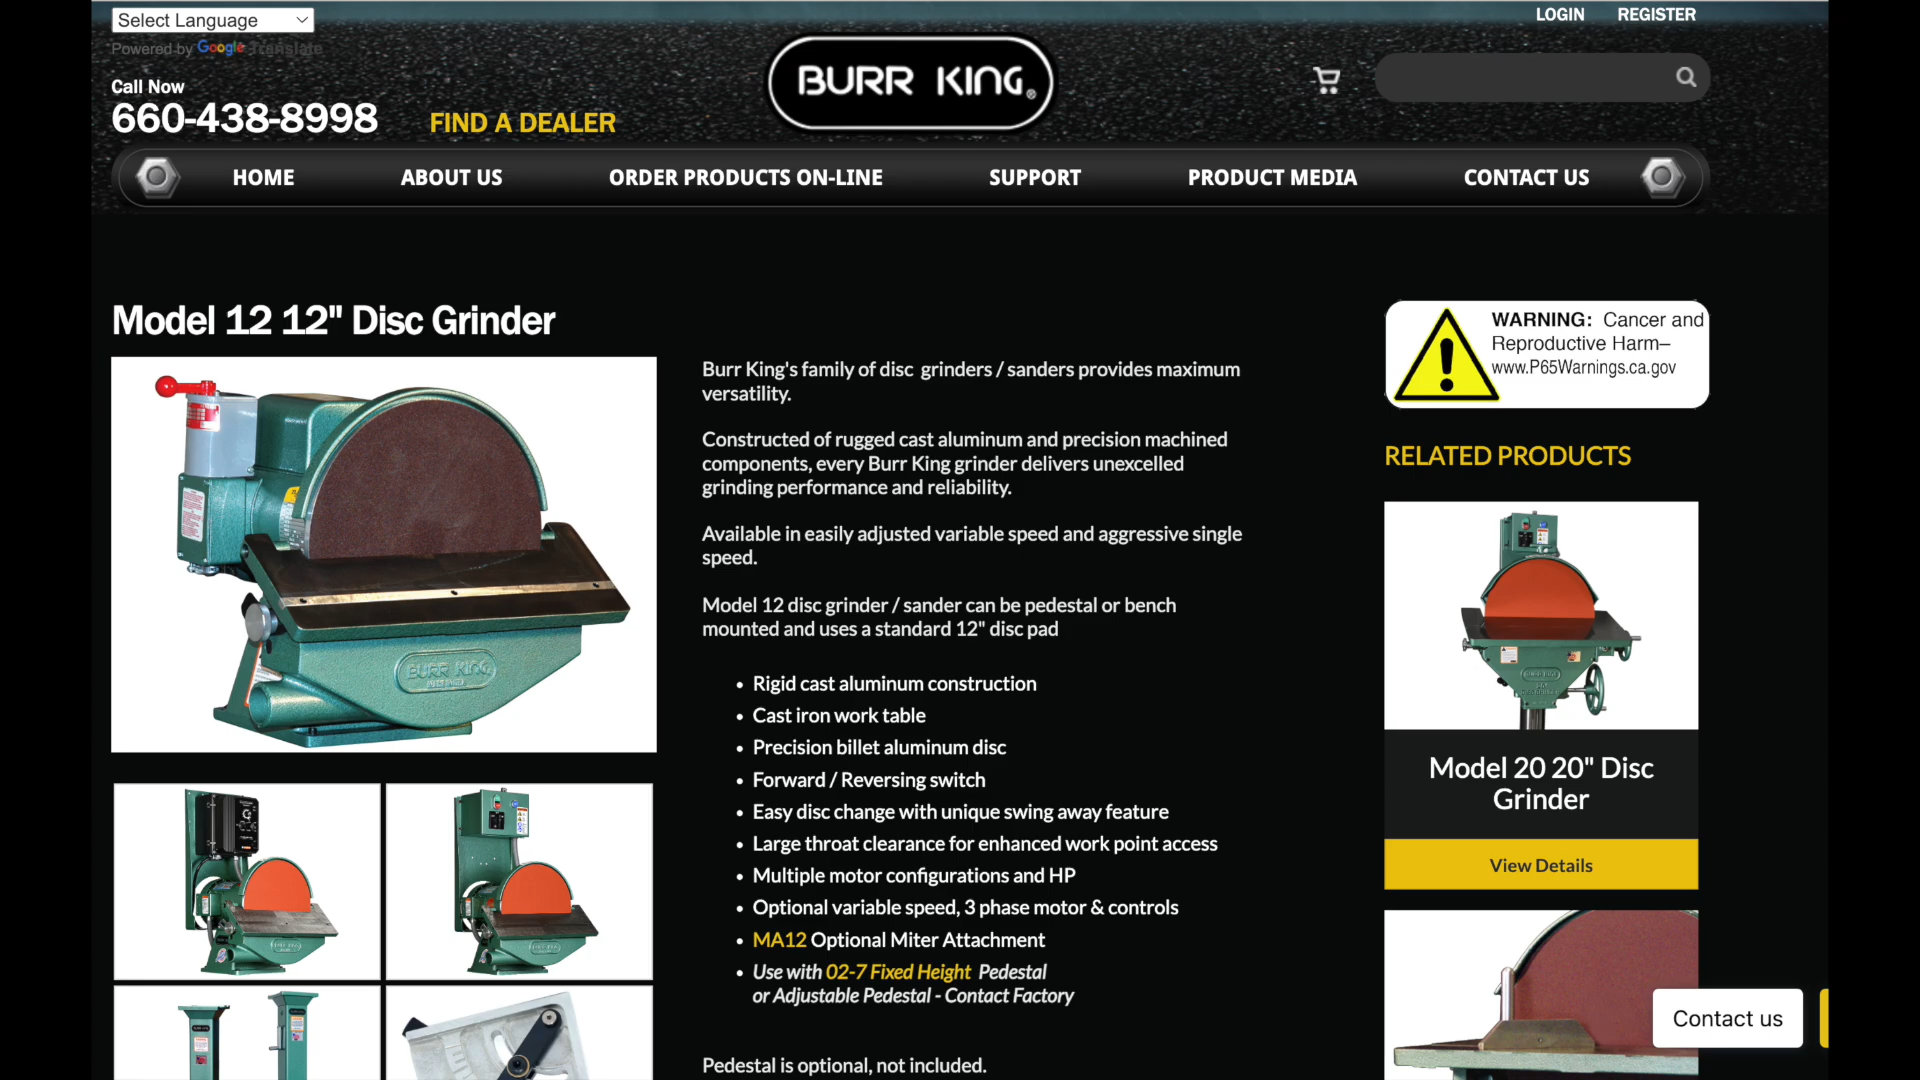 Select Language
Powered by Google Translate
Call Now
660-438-8998
FIND A DEALER
BURR KING®
LOGIN
REGISTER
HOME
ABOUT US
ORDER PRODUCTS ON-LINE
SUPPORT
PRODUCT MEDIA
CONTACT US
Model 12 12" Disc Grinder
BURR KING
Burr King's family of disc grinders / sanders provides maximum
versatility.
Constructed of rugged cast aluminum and precision machined
components, every Burr King grinder delivers unexcelled
grinding performance and reliability.
Available in easily adjusted variable speed and aggressive single
speed.
Model 12 disc grinder / sander can be pedestal or bench
mounted and uses a standard 12" disc pad
• Rigid cast aluminum construction
• Cast iron work table
• Precision billet aluminum disc
• Forward / Reversing switch
• Easy disc change with unique swing away feature
• Large throat clearance for enhanced work point access
• Multiple motor configurations and HP
• Optional variable speed, 3 phase motor & controls
• MA12 Optional Miter Attachment
• Use with 02-7 Fixed Height Pedestal
or Adjustable Pedestal - Contact Factory
Pedestal is optional, not included.
WARNING: Cancer and
Reproductive Harm–
www.P65Warnings.ca.gov
RELATED PRODUCTS
Model 20 20" Disc
Grinder
View Details
Contact us